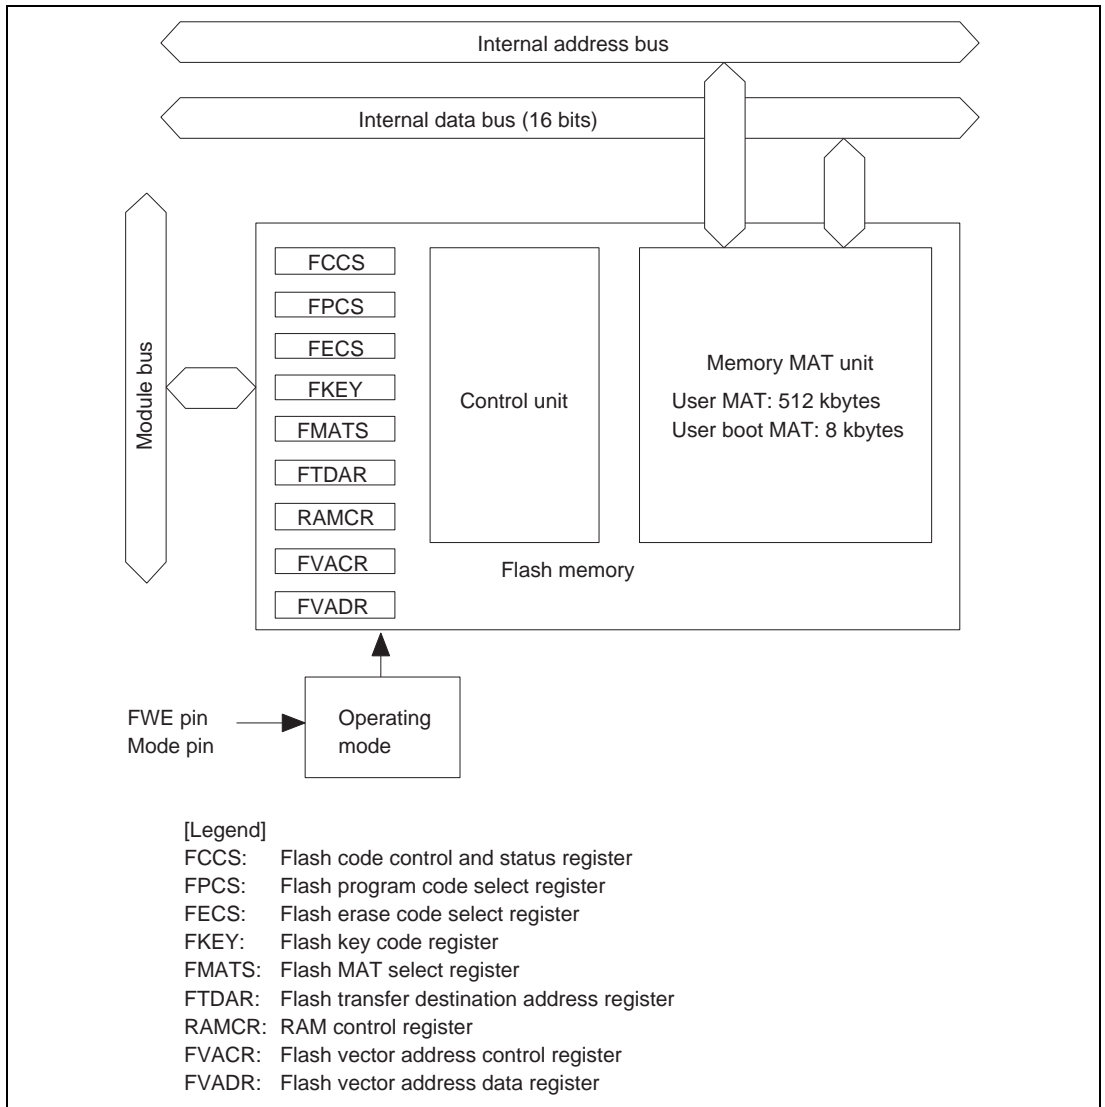 Internal address bus
Internal data bus (16 bits)
Module bus
FCCS
FPCS
FECS
FKEY
FMATS
FTDAR
RAMCR
FVACR
FVADR
Control unit
Memory MAT unit
User MAT: 512 kbytes
User boot MAT: 8 kbytes
Flash memory
FWE pin
Mode pin
Operating
mode
[Legend]
FCCS: Flash code control and status register
FPCS: Flash program code select register
FECS: Flash erase code select register
FKEY: Flash key code register
FMATS: Flash MAT select register
FTDAR: Flash transfer destination address register
RAMCR: RAM control register
FVACR: Flash vector address control register
FVADR: Flash vector address data register